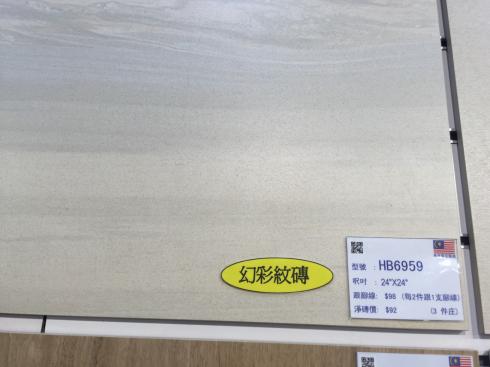 幻彩紋磚
型號 : HB6959
呎吋 : 24"X24"
跟腳線: $98 (每2件跟1支腳線)
淨磚價: $92 (3 件庄)